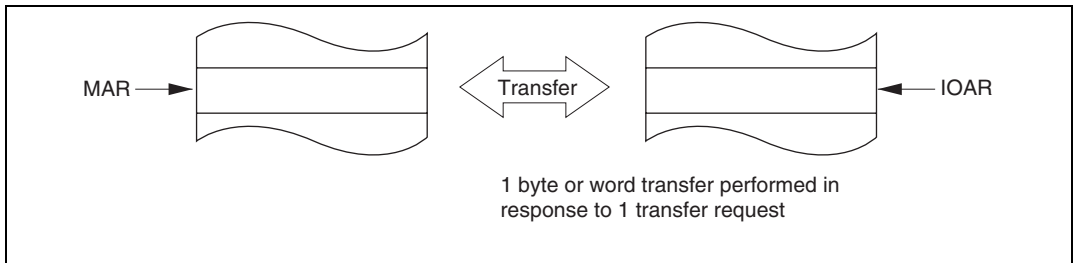 MAR
Transfer
IOAR
1 byte or word transfer performed in
response to 1 transfer request